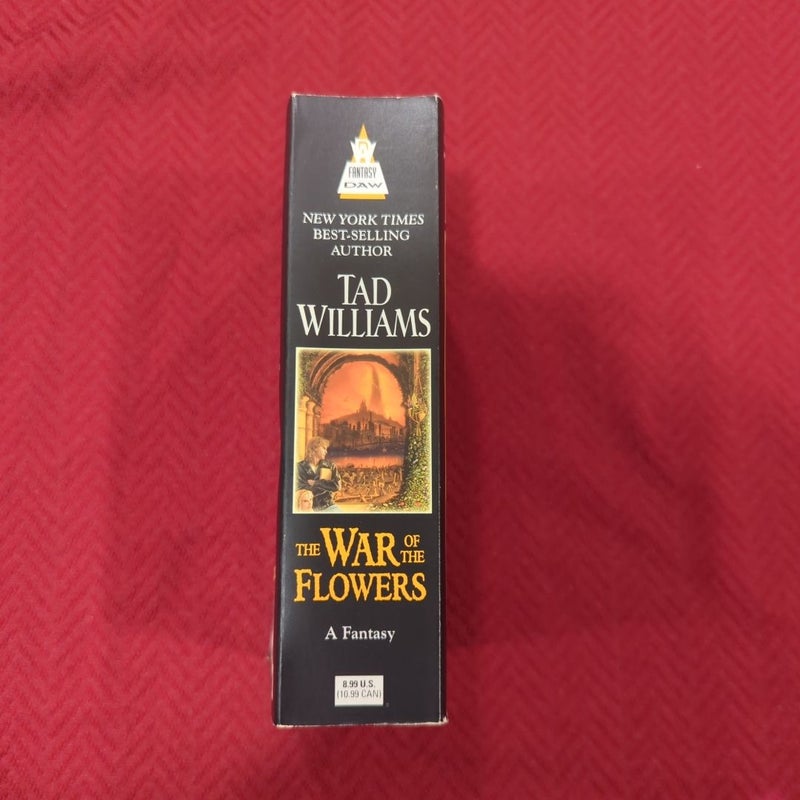 FANTASY
DAW
NEW YORK TIMES
BEST-SELLING
AUTHOR
TAD
WILLIAMS
THE WAR OF THE
FLOWERS
A Fantasy
8.99 U.S.
(10.99 CAN)